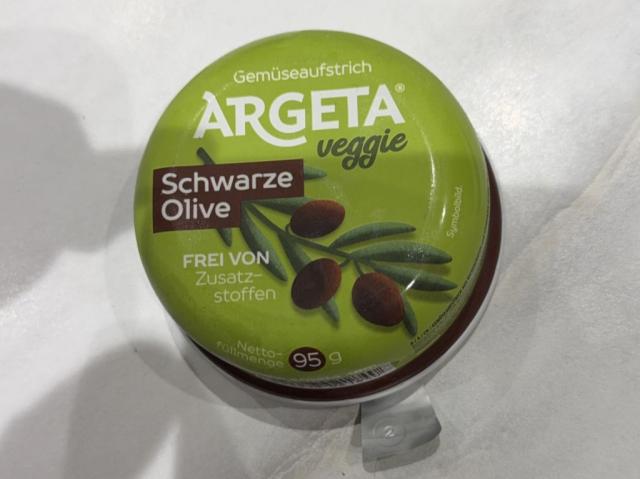 Gemüseaufstrich
ARGETA®
veggie
Schwarze
Olive
FREI VON
Zusatz-
stoffen
Symbolbild.
Netto-
füllmenge 95 g